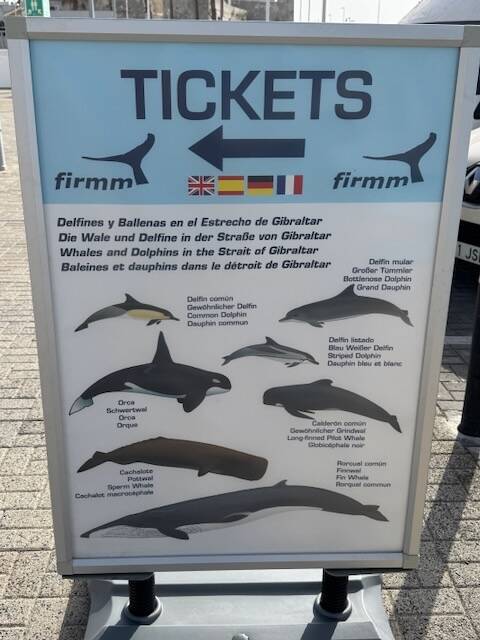 TICKETS
firmm
firmm
Delfines y Ballenas en el Estrecho de Gibraltar
Die Wale und Delfine in der Straße von Gibraltar
Whales and Dolphins in the Strait of Gibraltar
Baleines et dauphins dans le détroit de Gibraltar
Delfín común
Gewöhnlicher Delfin
Common Dolphin
Dauphin commun
Delfín mular
Großer Tümmler
Bottlenose Dolphin
Grand Dauphin
Delfín listado
Blau Weißer Delfin
Striped Dolphin
Dauphin bleu et blanc
Orca
Schwertwal
Orca
Orque
Calderón común
Gewöhnlicher Grindwal
Long-finned Pilot Whale
Globicéphale noir
Cachalote
Pottwal
Sperm Whale
Cachalot macrocéphale
Rorcual común
Finnwal
Fin Whale
Rorqual commun